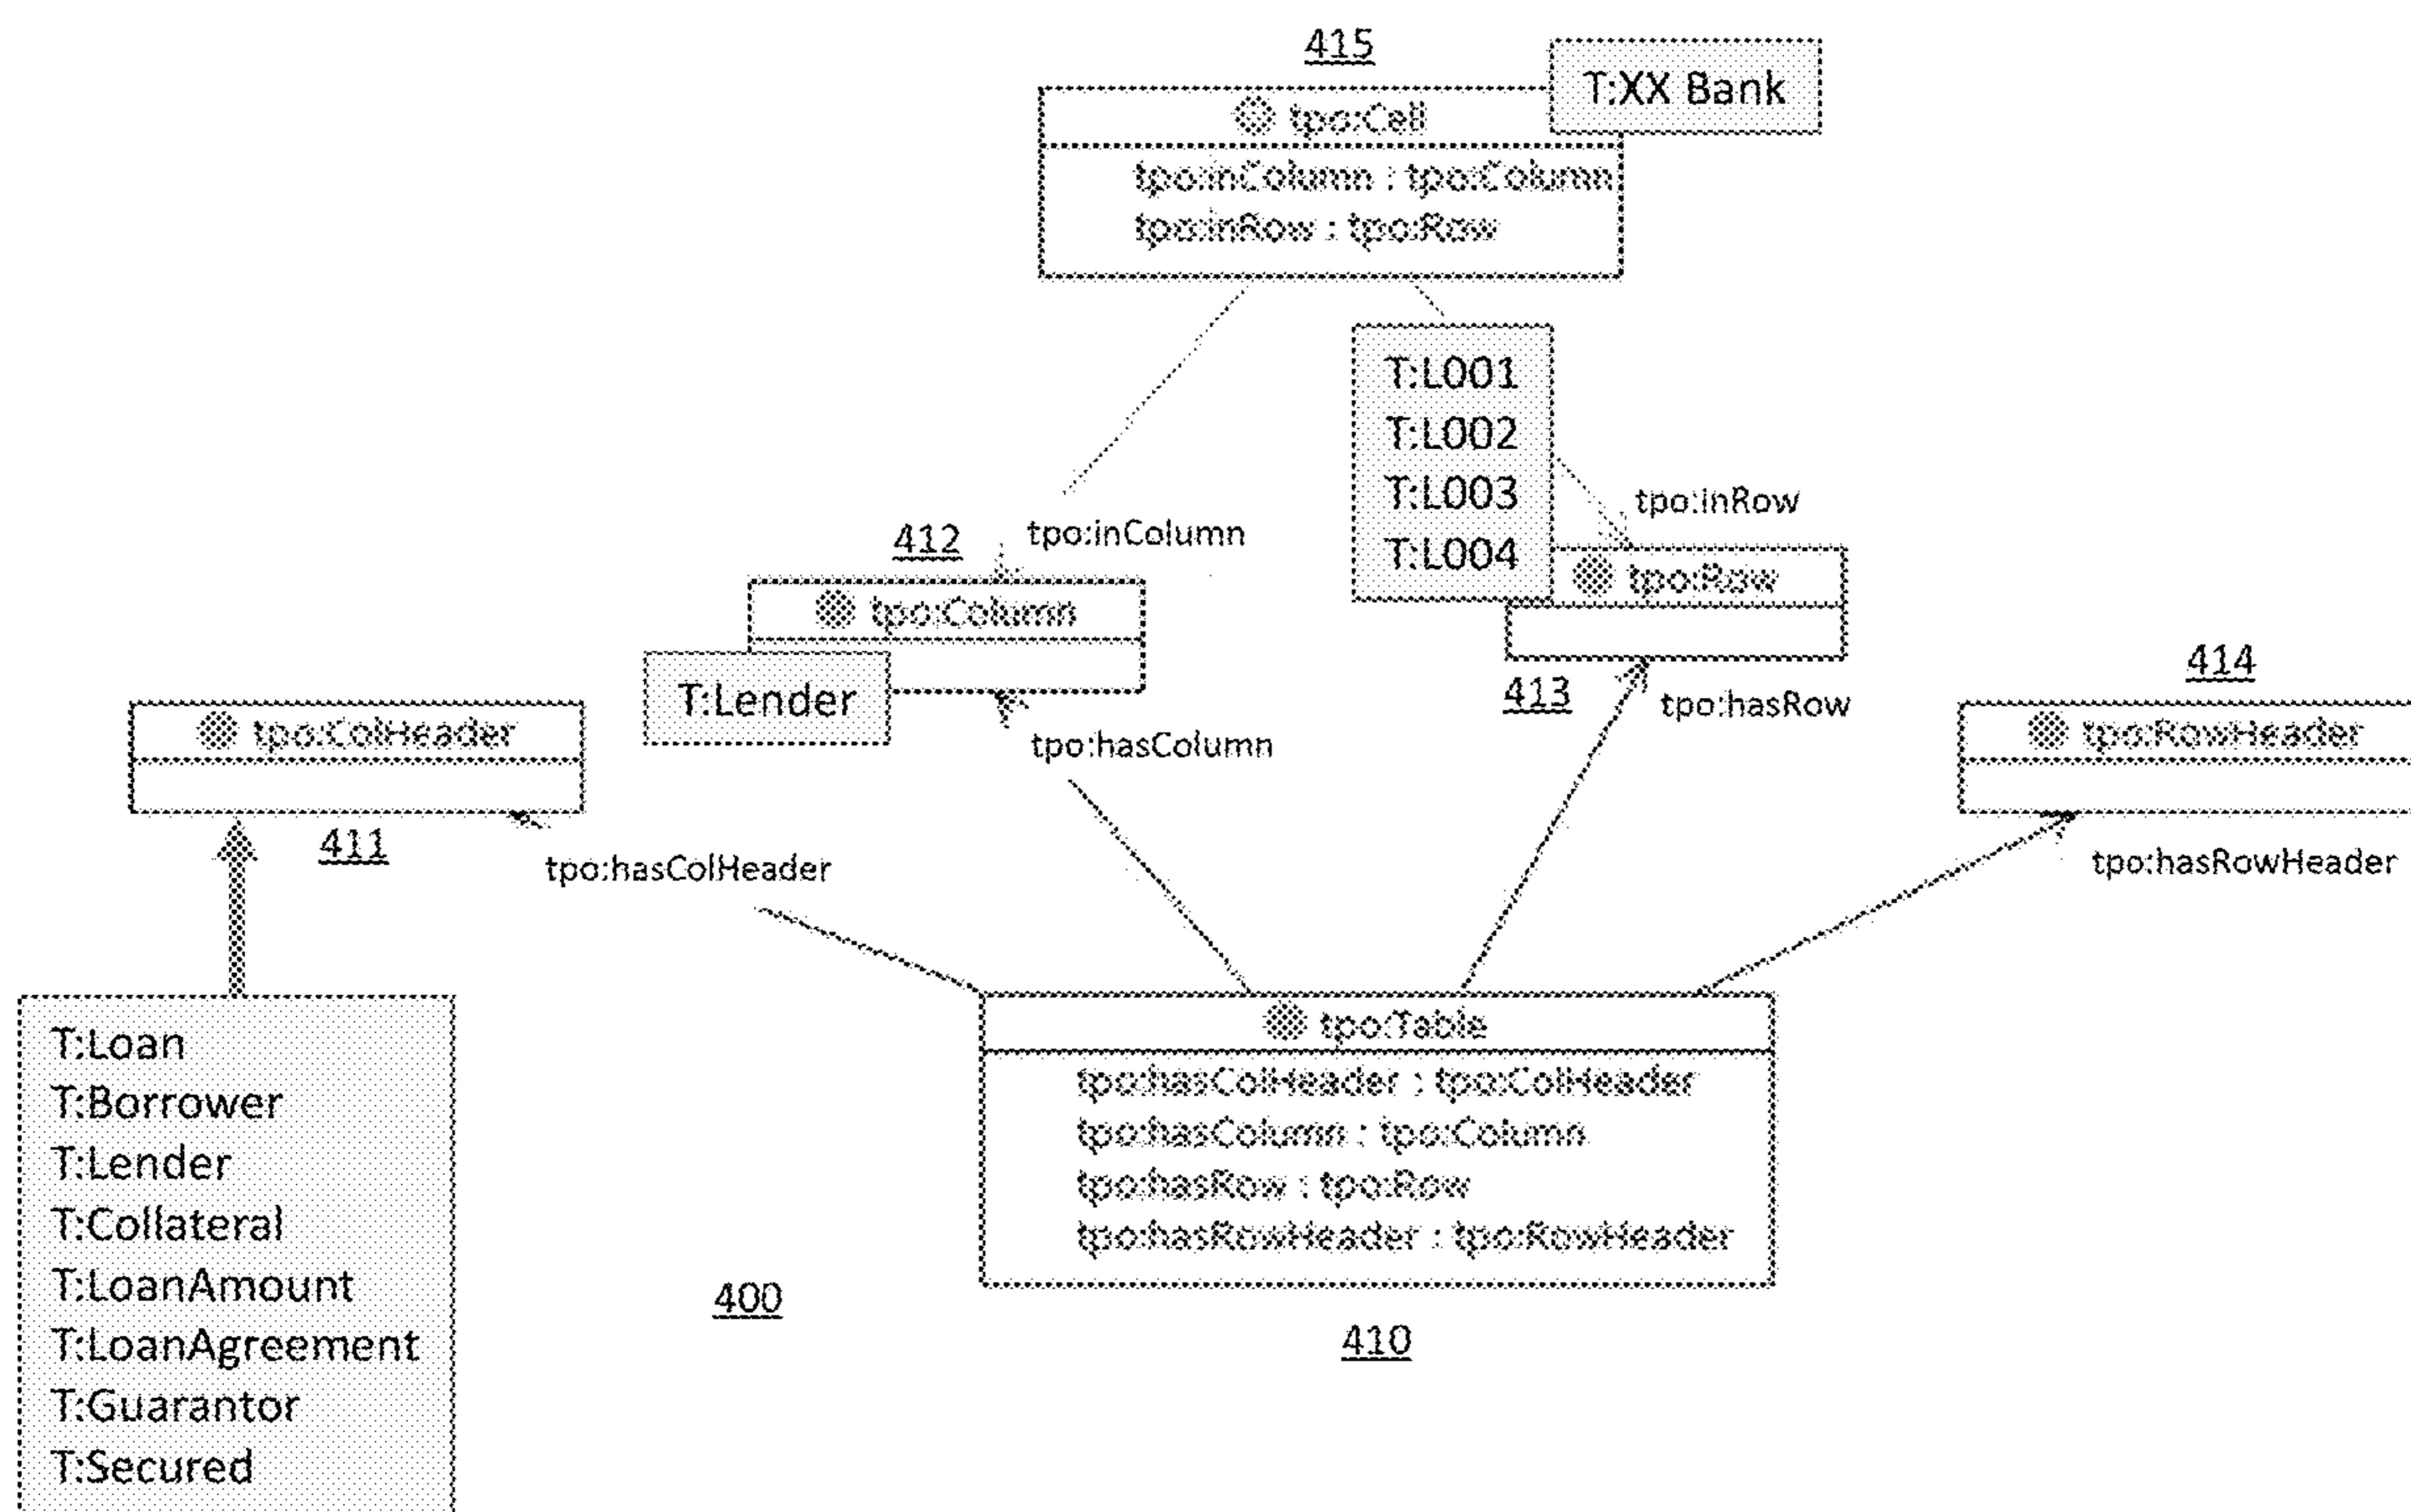 415
T:XX Bank
tpo:Cell
tpo:inColumn : tpo:Column
tpo:inRow : tpo:Row
T:L001
T:L002
T:L003
T:L004
tpo:inRow
412
tpo:inColumn
tpo:Column
T:Lender
tpo:Row
413
tpo:hasRow
414
tpo:ColHeader
411
tpo:hasColumn
tpo:RowHeader
tpo:hasColHeader
tpo:hasRowHeader
T:Loan
T:Borrower
T:Lender
T:Collateral
T:LoanAmount
T:LoanAgreement
T:Guarantor
T:Secured
tpo:Table
tpo:hasColHeader : tpo:ColHeader
tpo:hasColumn : tpo:Column
tpo:hasRow : tpo:Row
tpo:hasRowHeader : tpo:RowHeader
400
410